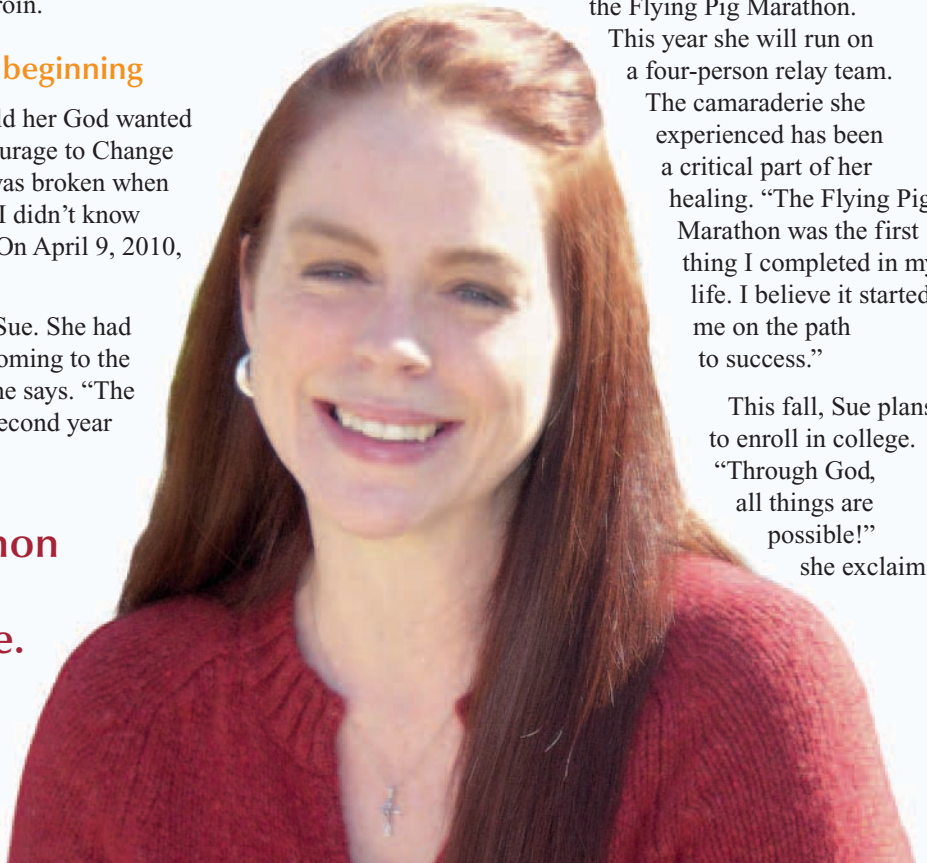 oin.
beginning
ld her God wanted
urage to Change
was broken when
I didn’t know
On April 9, 2010,
Sue. She had
oming to the
ne says. “The
econd year
non
e.
the Flying Pig Marathon.
This year she will run on
a four-person relay team.
The camaraderie she
experienced has been
a critical part of her
healing. “The Flying Pig
Marathon was the first
thing I completed in my
life. I believe it started
me on the path
to success.”
This fall, Sue plans
to enroll in college.
“Through God,
all things are
possible!”
she exclaim